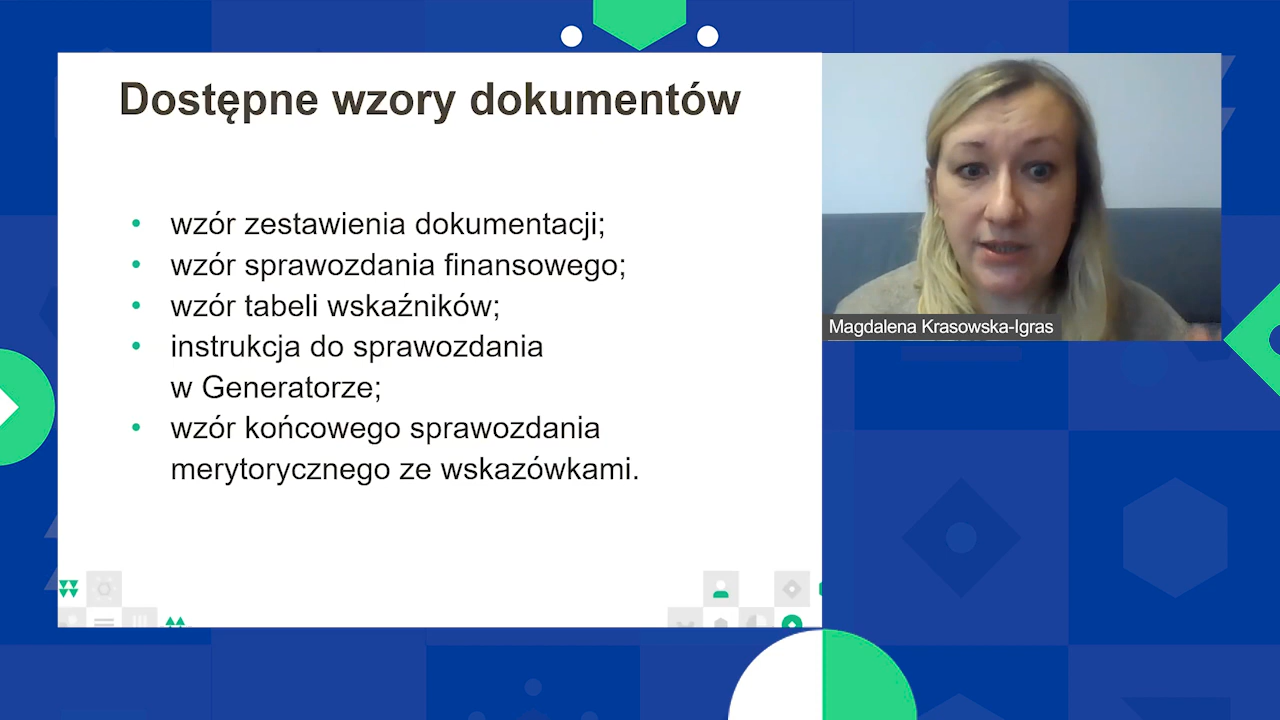 Dostępne wzory dokumentów
• wzór zestawienia dokumentacji;
• wzór sprawozdania finansowego;
• wzór tabeli wskaźników;
• instrukcja do sprawozdania
w Generatorze;
• wzór końcowego sprawozdania
merytorycznego ze wskazówkami.
Magdalena Krasowska-Igras